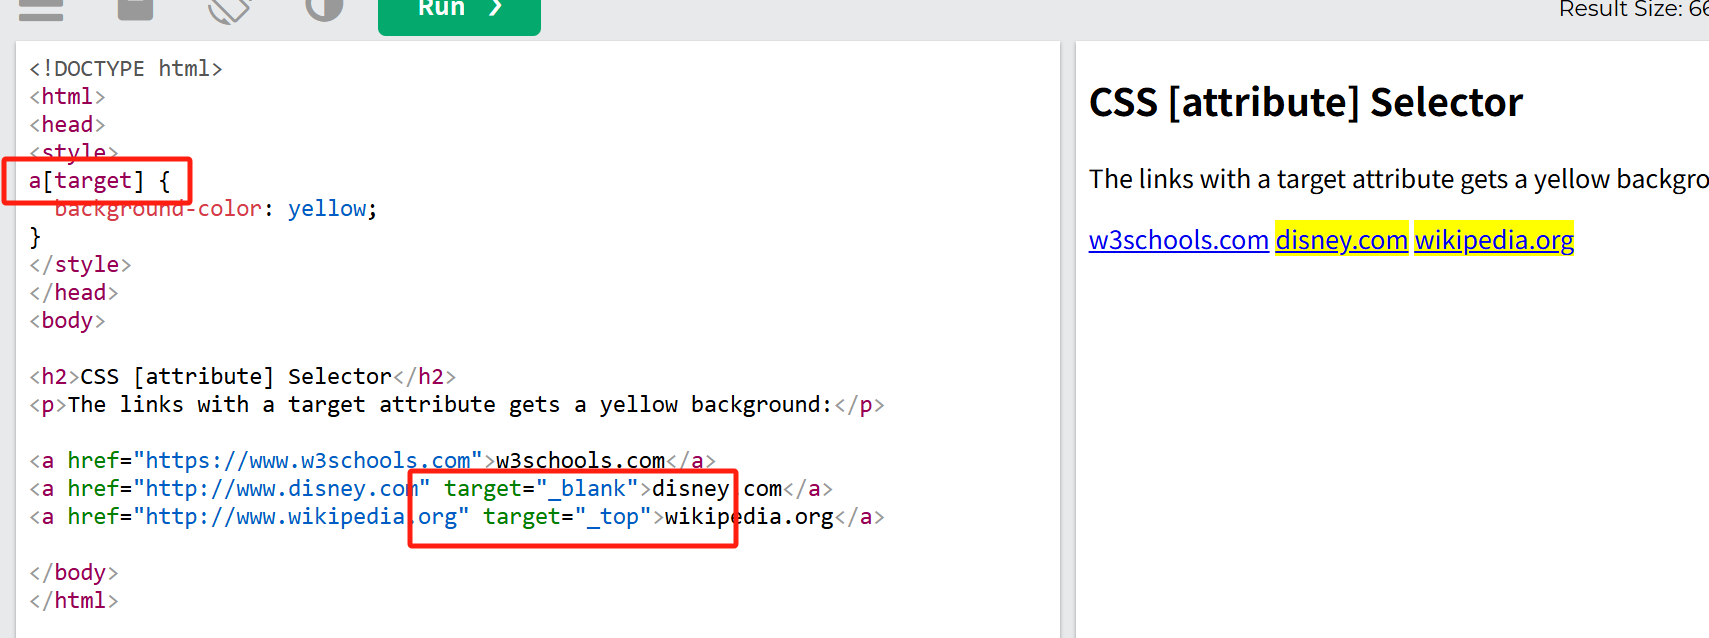 Run ❯
Result Size: 66
<!DOCTYPE html>
<html>
<head>
<style>
a[target] {
  background-color: yellow;
}
</style>
</head>
<body>
<h2>CSS [attribute] Selector</h2>
<p>The links with a target attribute gets a yellow background:</p>
<a href="https://www.w3schools.com">w3schools.com</a>
<a href="http://www.disney.com" target="_blank">disney.com</a>
<a href="http://www.wikipedia.org" target="_top">wikipedia.org</a>
</body>
</html>
CSS [attribute] Selector
The links with a target attribute gets a yellow backgro
w3schools.com disney.com wikipedia.org